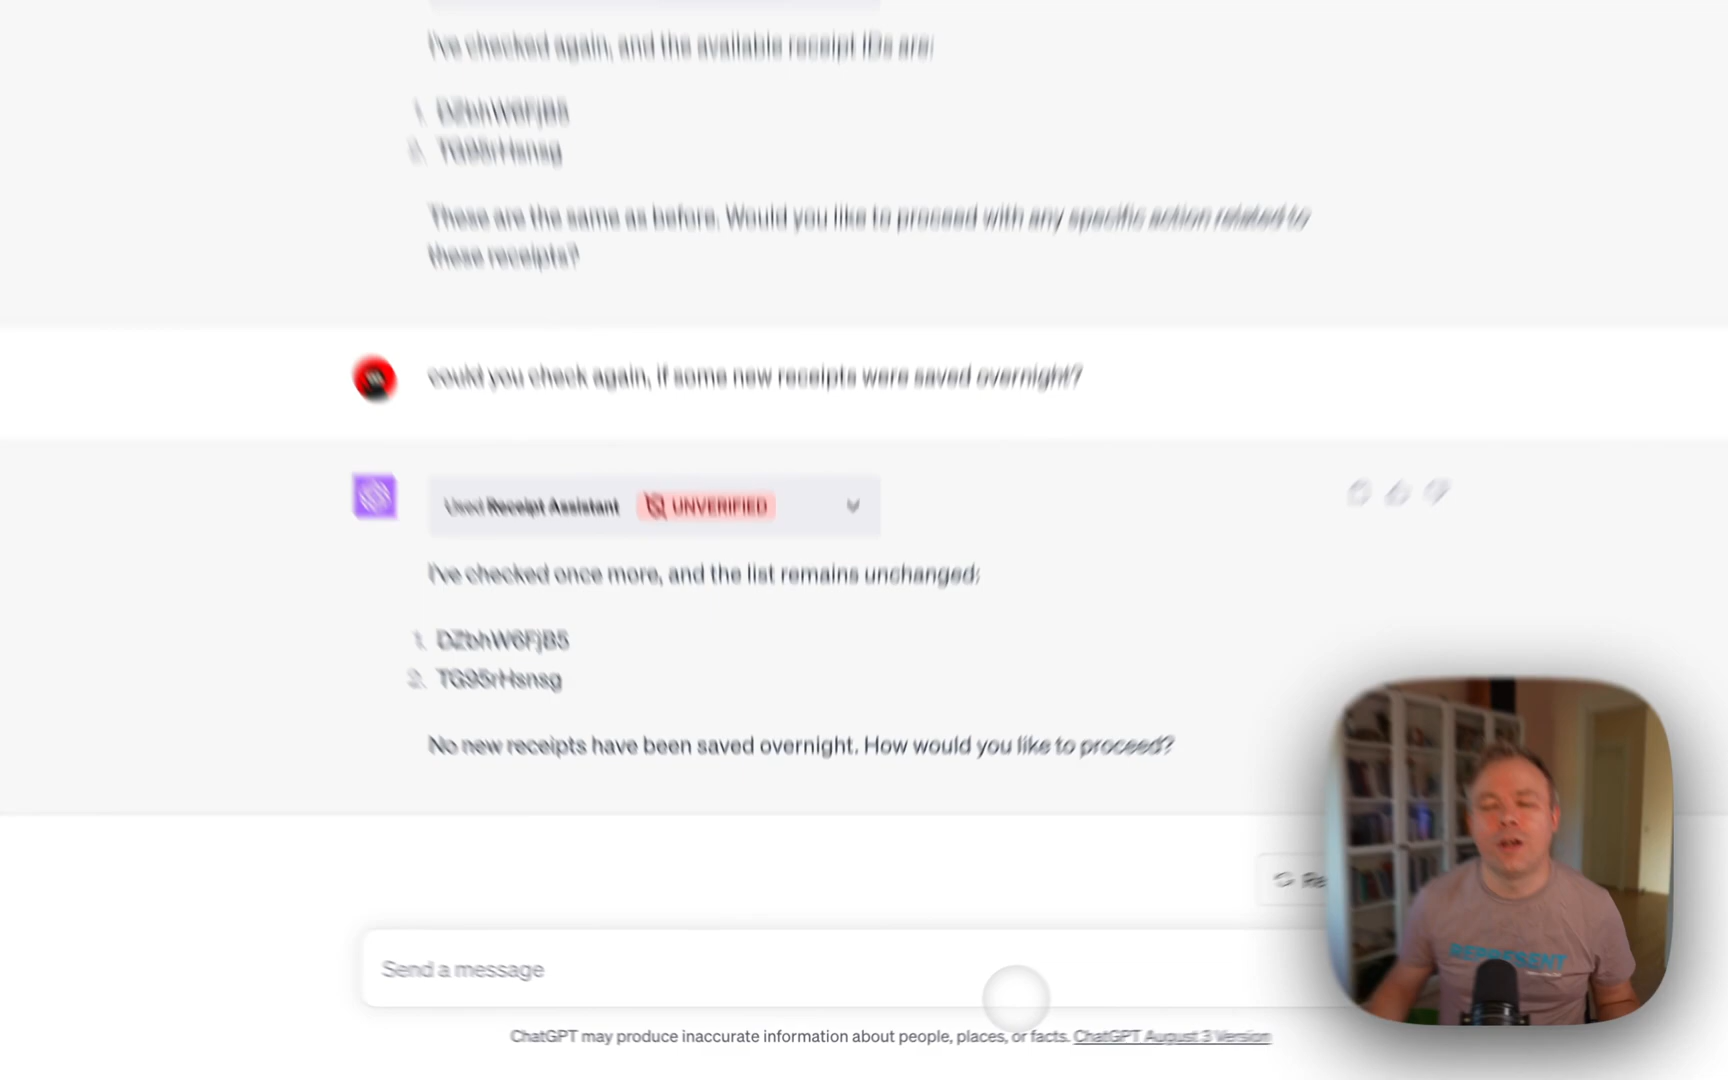 I've checked again, and the available receipt IDs are:
1. DZbhW6FjB5
2. TG95rHsnsg
These are the same as before. Would you like to proceed with any specific action related to
these receipts?
could you check again, if some new receipts were saved overnight?
Used Receipt Assistant UNVERIFIED
I've checked once more, and the list remains unchanged:
1. DZbhW6FjB5
2. TG95rHsnsg
No new receipts have been saved overnight. How would you like to proceed?
Send a message
REPRESENT
ChatGPT may produce inaccurate information about people, places, or facts. ChatGPT August 3 Version